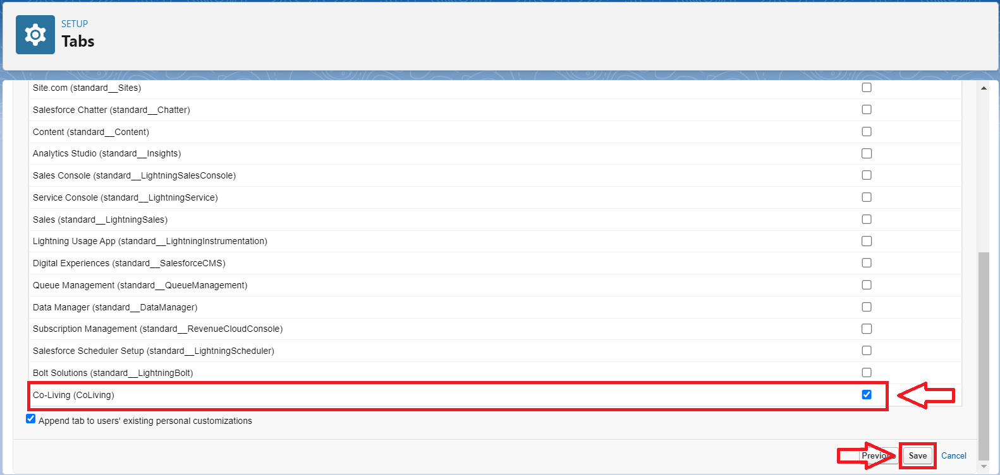 SETUP
Tabs
Site.com (standard__Sites)
Salesforce Chatter (standard__Chatter)
Content (standard__Content)
Analytics Studio (standard__Insights)
Sales Console (standard__LightningSalesConsole)
Service Console (standard__LightningService)
Sales (standard__LightningSales)
Lightning Usage App (standard__LightningInstrumentation)
Digital Experiences (standard__SalesforceCMS)
Queue Management (standard__QueueManagement)
Data Manager (standard__DataManager)
Subscription Management (standard__RevenueCloudConsole)
Salesforce Scheduler Setup (standard__LightningScheduler)
Bolt Solutions (standard__LightningBolt)
Co-Living (CoLiving)
Append tab to users' existing personal customizations
Previous Save Cancel